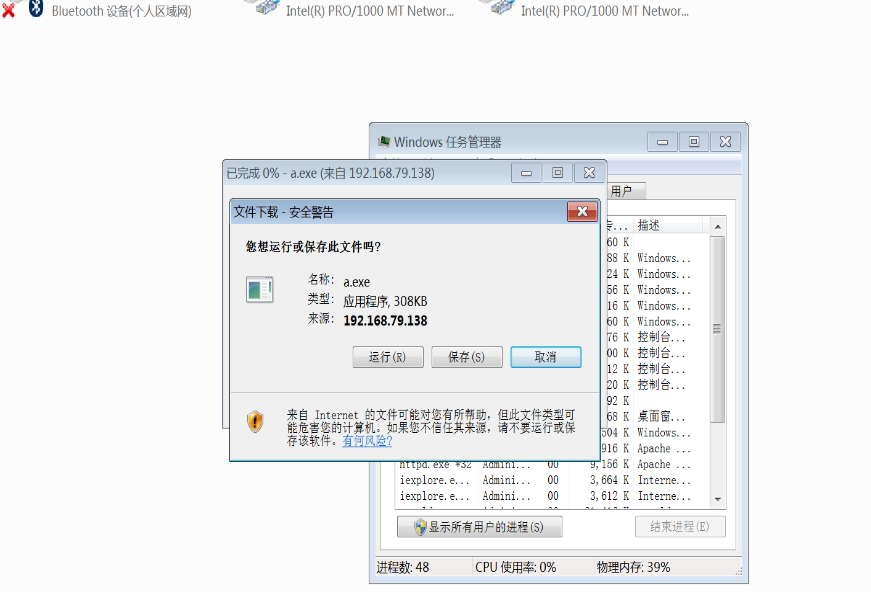 Bluetooth 设备(个人区域网)
Intel(R) PRO/1000 MT Networ...
Intel(R) PRO/1000 MT Networ...
Windows 任务管理器
已完成 0% - a.exe (来自 192.168.79.138)
用户
文件下载 - 安全警告
您想运行或保存此文件吗?
名称: a.exe
类型: 应用程序, 308KB
来源: 192.168.79.138
运行(R)
保存(S)
取消
来自 Internet 的文件可能对您有所帮助，但此文件类型可
能危害您的计算机。如果您不信任其来源，请不要运行或保
存该软件。有何风险?
描述
60 K
88 K Windows...
24 K Windows...
56 K Windows...
16 K Windows...
60 K Windows...
76 K 控制台...
00 K 控制台...
12 K 控制台...
20 K 控制台...
92 K
68 K 桌面窗...
504 K Windows...
916 K Apache ...
httpd.exe *32 Admini... 00 9,156 K Apache ...
iexplore.e... Admini... 00 3,664 K Interne...
iexplore.e... Admini... 00 3,612 K Interne...
显示所有用户的进程(S)
结束进程(E)
进程数: 48
CPU 使用率: 0%
物理内存: 39%